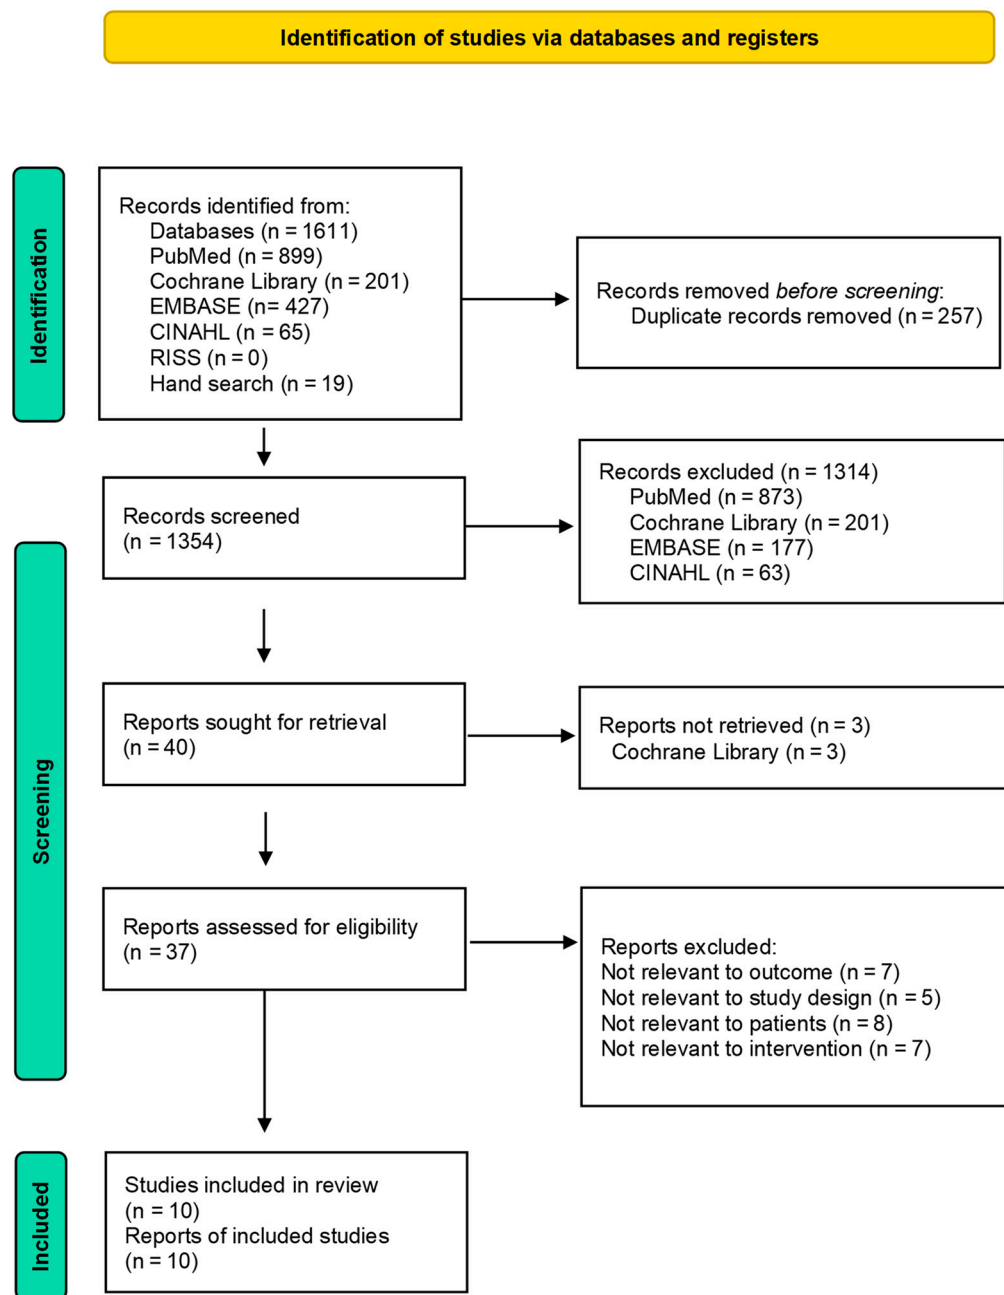 Identification of studies via databases and registers
Identification
Records identified from:
Databases (n = 1611)
PubMed (n = 899)
Cochrane Library (n = 201)
EMBASE (n= 427)
CINAHL (n = 65)
RISS (n = 0)
Hand search (n = 19)
Records removed before screening:
Duplicate records removed (n = 257)
Screening
Records screened
(n = 1354)
Records excluded (n = 1314)
PubMed (n = 873)
Cochrane Library (n = 201)
EMBASE (n = 177)
CINAHL (n = 63)
Reports sought for retrieval
(n = 40)
Reports not retrieved (n = 3)
Cochrane Library (n = 3)
Reports assessed for eligibility
(n = 37)
Reports excluded:
Not relevant to outcome (n = 7)
Not relevant to study design (n = 5)
Not relevant to patients (n = 8)
Not relevant to intervention (n = 7)
Included
Studies included in review
(n = 10)
Reports of included studies
(n = 10)